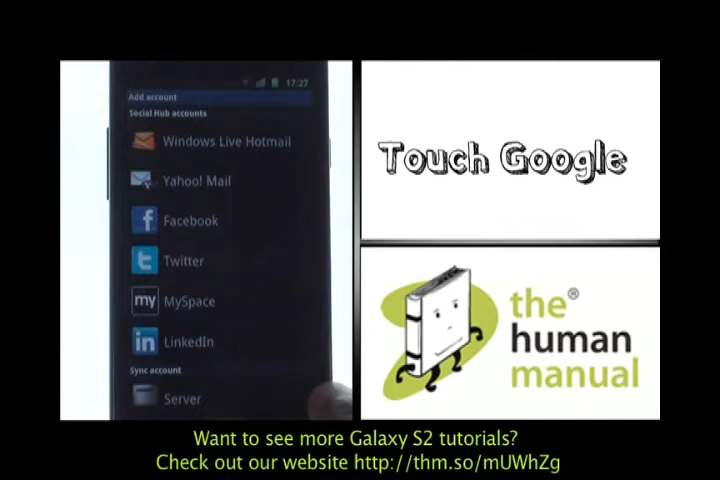 17:27
Add account
Social Hub accounts
Windows Live Hotmail
Yahoo! Mail
Facebook
Twitter
my MySpace
LinkedIn
Sync account
Server
Touch Google
the®
human
manual
Want to see more Galaxy S2 tutorials?
Check out our website http://thm.so/mUWhZg